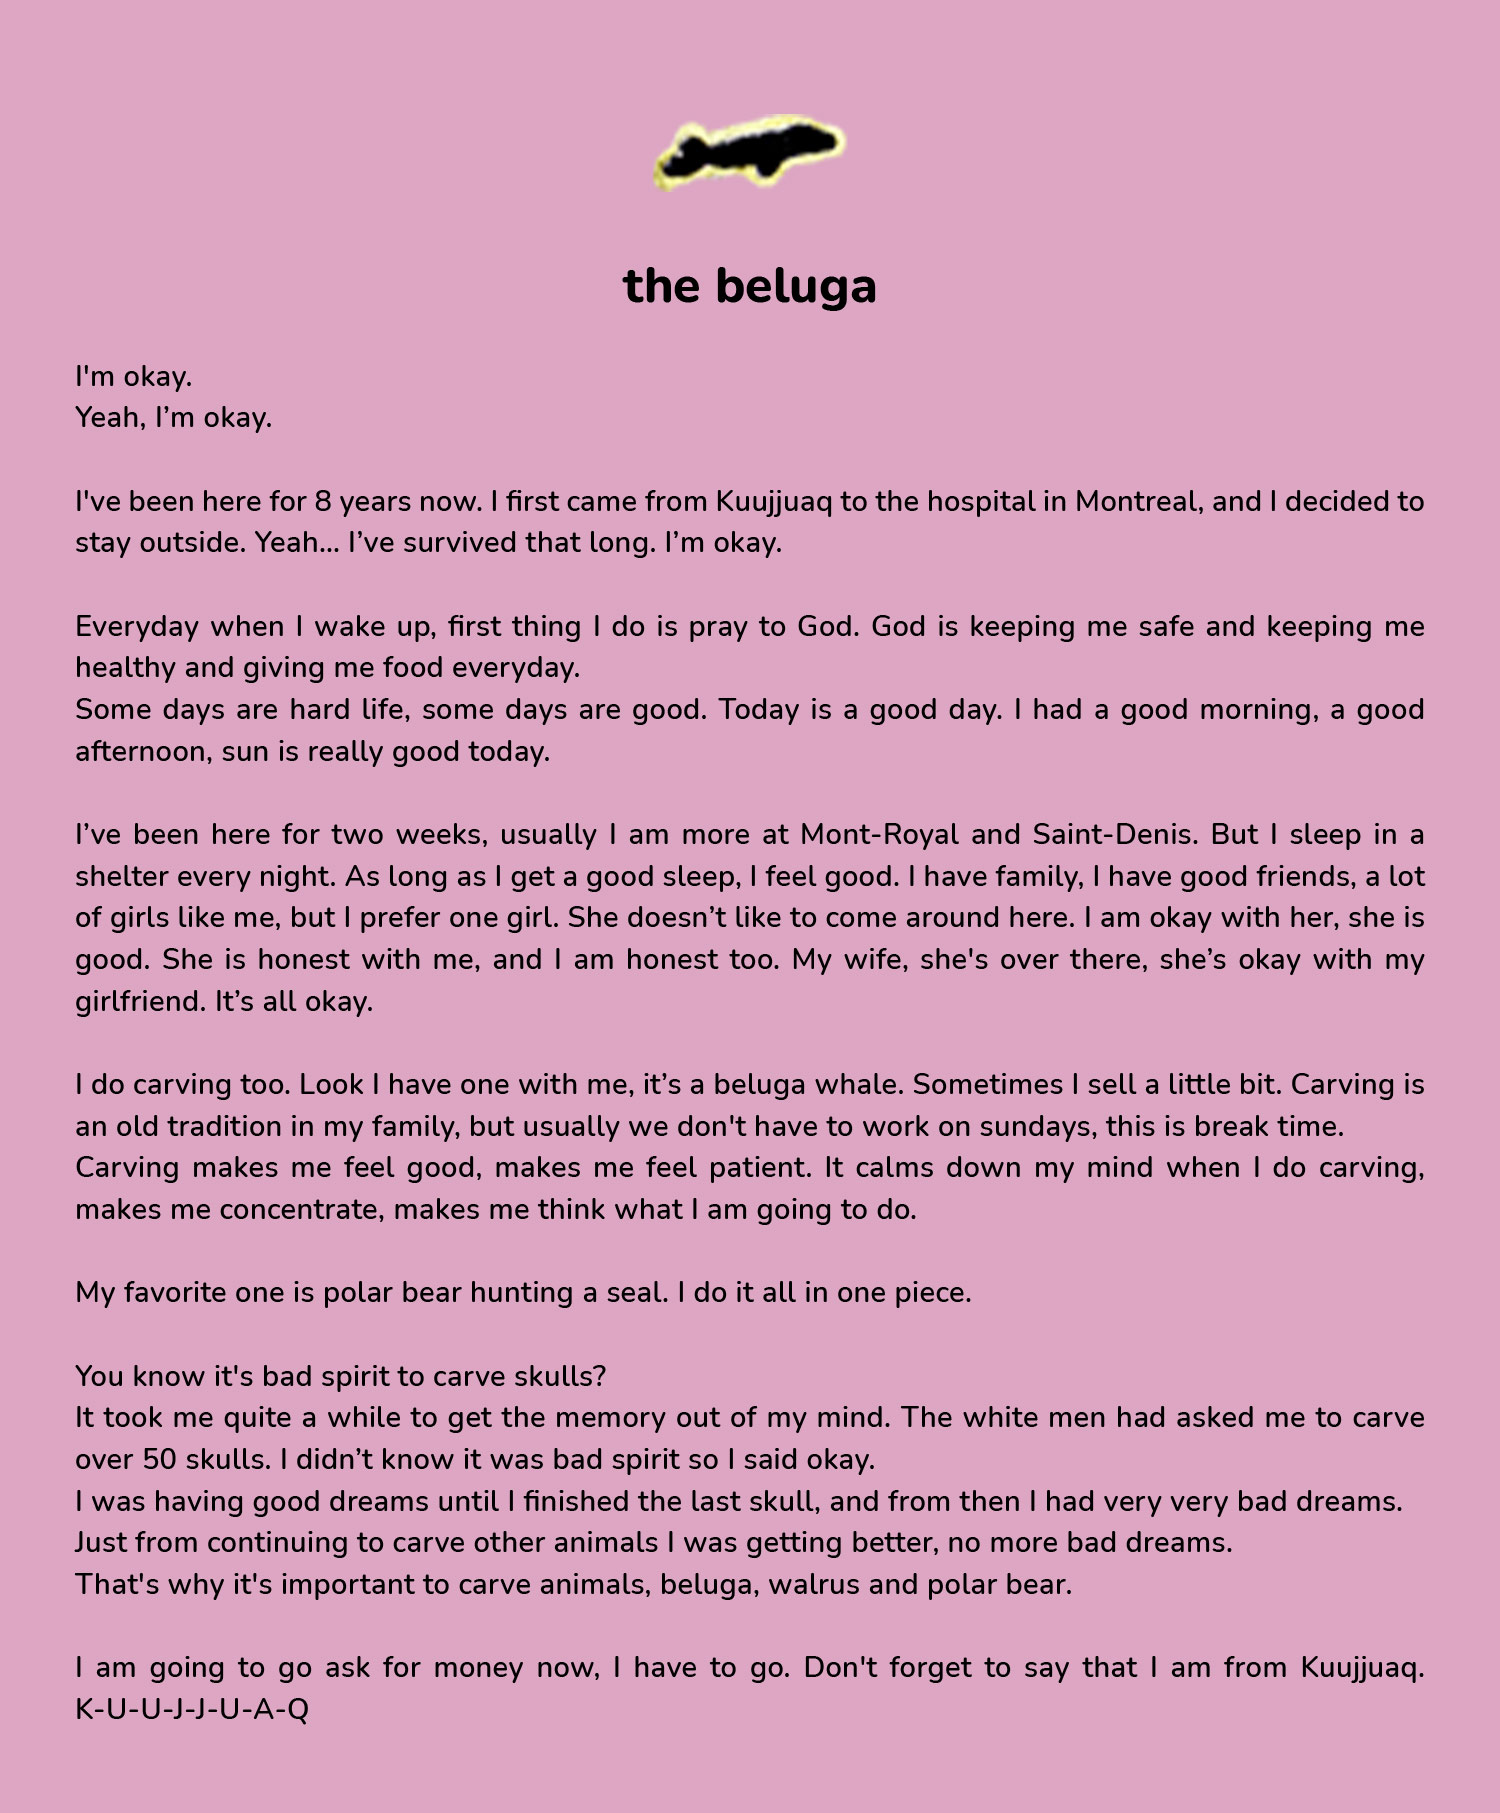 the beluga
I'm okay.
Yeah, I’m okay.
I've been here for 8 years now. I first came from Kuujjuaq to the hospital in Montreal, and I decided to
stay outside. Yeah... I’ve survived that long. I’m okay.
Everyday when I wake up, first thing I do is pray to God. God is keeping me safe and keeping me
healthy and giving me food everyday.
Some days are hard life, some days are good. Today is a good day. I had a good morning, a good
afternoon, sun is really good today.
I’ve been here for two weeks, usually I am more at Mont-Royal and Saint-Denis. But I sleep in a
shelter every night. As long as I get a good sleep, I feel good. I have family, I have good friends, a lot
of girls like me, but I prefer one girl. She doesn’t like to come around here. I am okay with her, she is
good. She is honest with me, and I am honest too. My wife, she's over there, she’s okay with my
girlfriend. It’s all okay.
I do carving too. Look I have one with me, it’s a beluga whale. Sometimes I sell a little bit. Carving is
an old tradition in my family, but usually we don't have to work on sundays, this is break time.
Carving makes me feel good, makes me feel patient. It calms down my mind when I do carving,
makes me concentrate, makes me think what I am going to do.
My favorite one is polar bear hunting a seal. I do it all in one piece.
You know it's bad spirit to carve skulls?
It took me quite a while to get the memory out of my mind. The white men had asked me to carve
over 50 skulls. I didn’t know it was bad spirit so I said okay.
I was having good dreams until I finished the last skull, and from then I had very very bad dreams.
Just from continuing to carve other animals I was getting better, no more bad dreams.
That's why it's important to carve animals, beluga, walrus and polar bear.
I am going to go ask for money now, I have to go. Don't forget to say that I am from Kuujjuaq.
K-U-U-J-J-U-A-Q